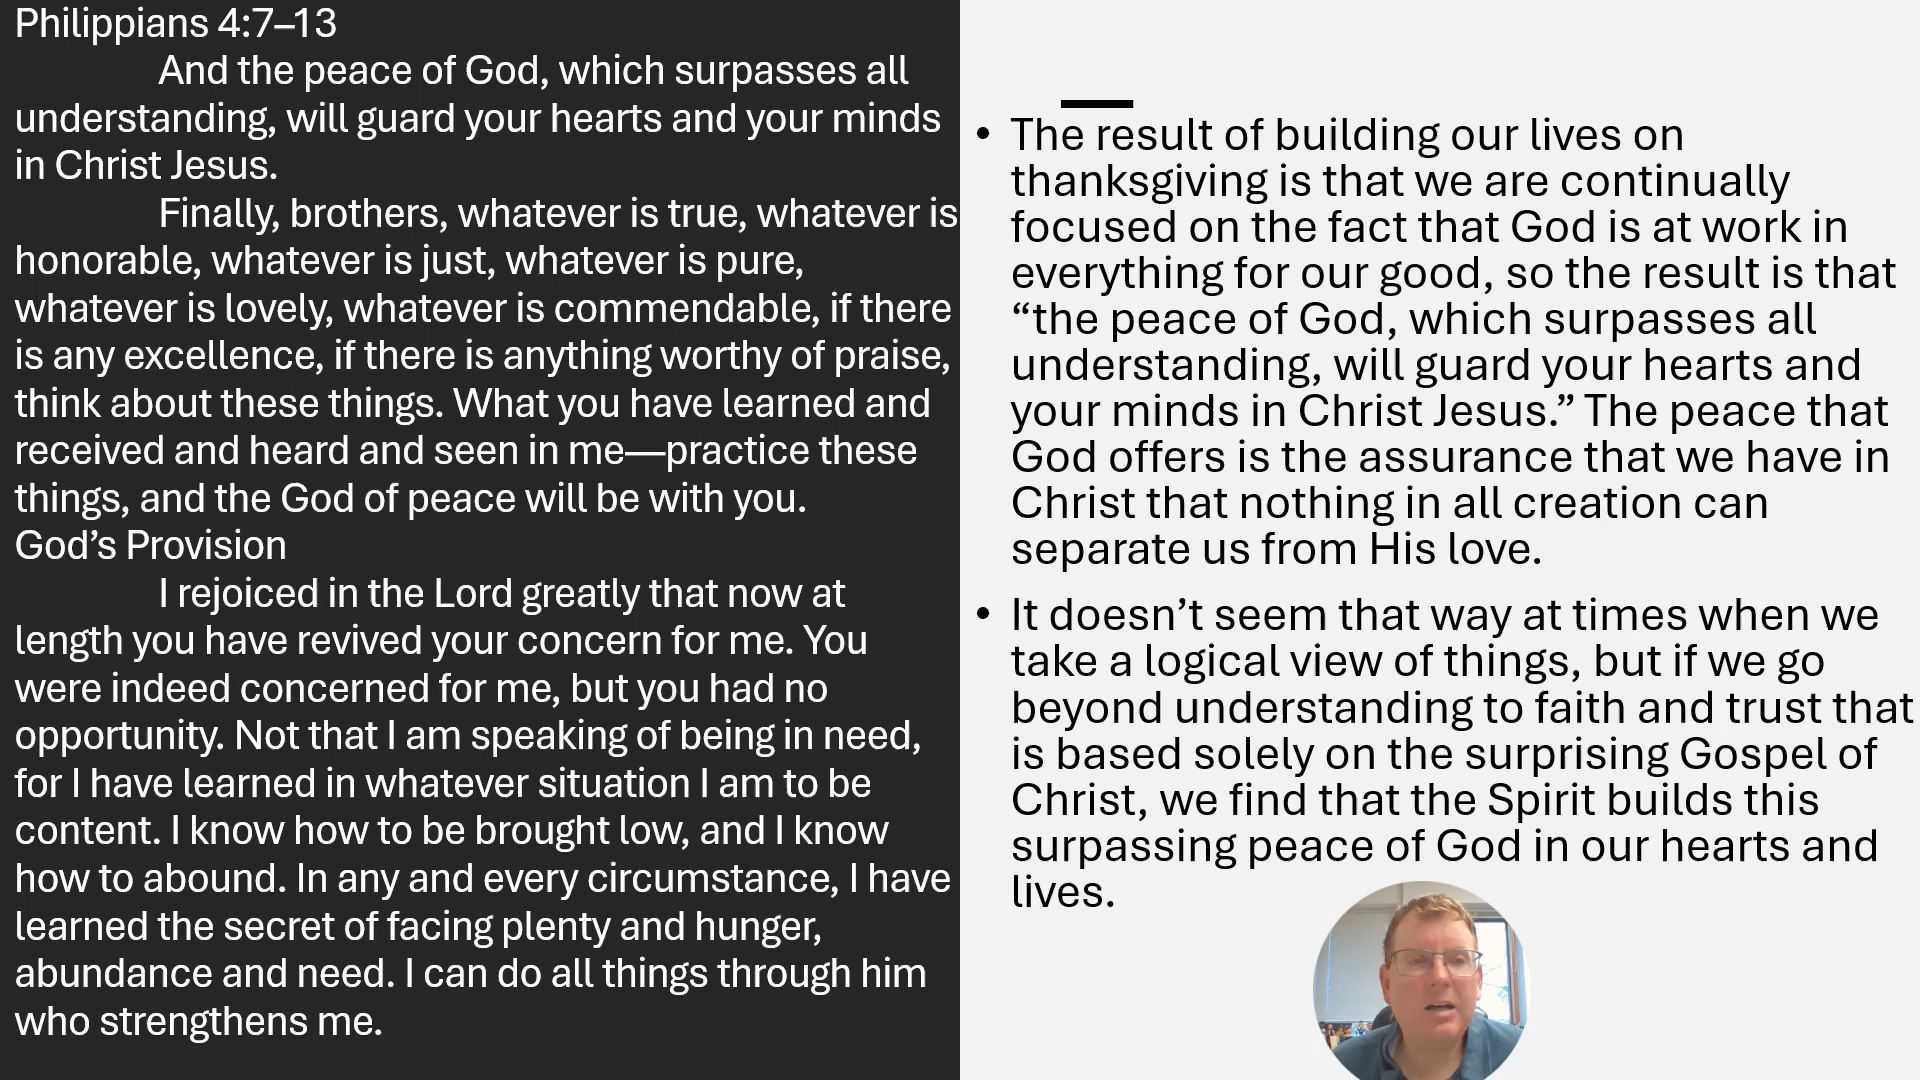 Philippians 4:7–13
And the peace of God, which surpasses all
understanding, will guard your hearts and your minds
in Christ Jesus.
Finally, brothers, whatever is true, whatever is
honorable, whatever is just, whatever is pure,
whatever is lovely, whatever is commendable, if there
is any excellence, if there is anything worthy of praise,
think about these things. What you have learned and
received and heard and seen in me—practice these
things, and the God of peace will be with you.
God’s Provision
I rejoiced in the Lord greatly that now at
length you have revived your concern for me. You
were indeed concerned for me, but you had no
opportunity. Not that I am speaking of being in need,
for I have learned in whatever situation I am to be
content. I know how to be brought low, and I know
how to abound. In any and every circumstance, I have
learned the secret of facing plenty and hunger,
abundance and need. I can do all things through him
who strengthens me.
• The result of building our lives on
thanksgiving is that we are continually
focused on the fact that God is at work in
everything for our good, so the result is that
“the peace of God, which surpasses all
understanding, will guard your hearts and
your minds in Christ Jesus.” The peace that
God offers is the assurance that we have in
Christ that nothing in all creation can
separate us from His love.
• It doesn’t seem that way at times when we
take a logical view of things, but if we go
beyond understanding to faith and trust that
is based solely on the surprising Gospel of
Christ, we find that the Spirit builds this
surpassing peace of God in our hearts and
lives.